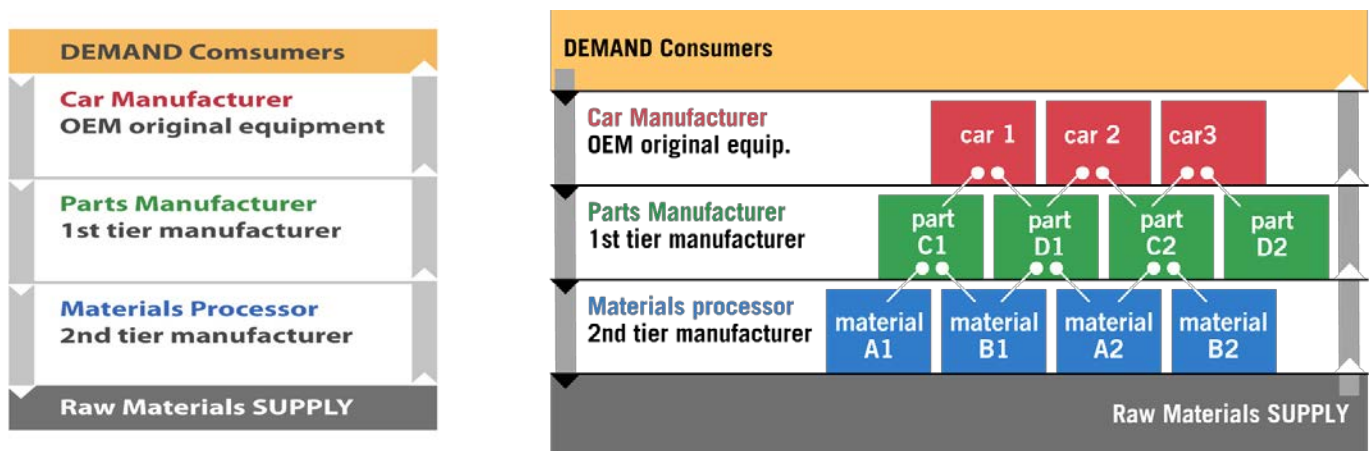 DEMAND Comsumers
Car Manufacturer
OEM original equipment
Parts Manufacturer
1st tier manufacturer
Materials Processor
2nd tier manufacturer
Raw Materials SUPPLY
DEMAND Consumers
Car Manufacturer
OEM original equip.
car 1
car 2
car3
Parts Manufacturer
1st tier manufacturer
part
C1
part
D1
part
C2
part
D2
Materials processor
2nd tier manufacturer
material
A1
material
B1
material
A2
material
B2
Raw Materials SUPPLY